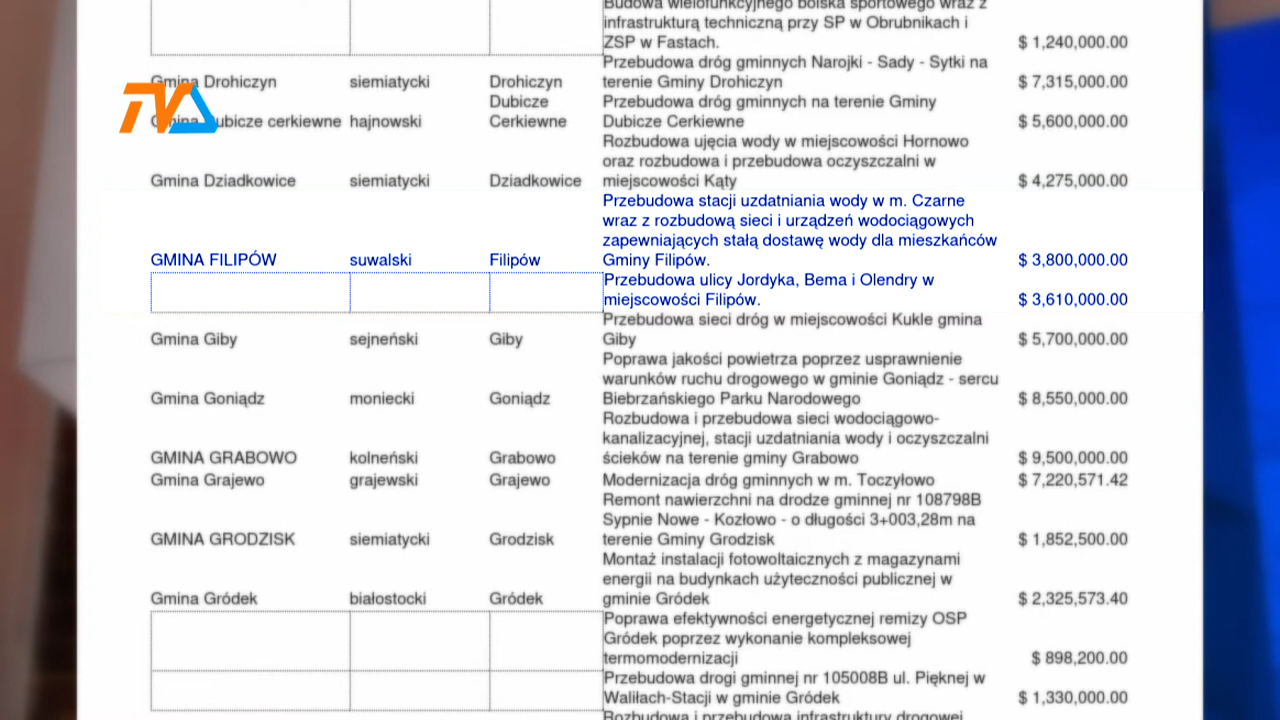 Budowa wielofunkcyjnego boiska sportowego wraz z
infrastrukturą techniczną przy SP w Obrubnikach i
ZSP w Fastach. $ 1,240,000.00
Przebudowa dróg gminnych Narojki - Sady - Sytki na
Gmina Drohiczyn siemiatycki Drohiczyn terenie Gminy Drohiczyn $ 7,315,000.00
TVA
Dubicze Przebudowa dróg gminnych na terenie Gminy
Gmina Dubicze cerkiewne hajnowski Cerkiewne Dubicze Cerkiewne $ 5,600,000.00
Rozbudowa ujęcia wody w miejscowości Hornowo
oraz rozbudowa i przebudowa oczyszczalni w
Gmina Dziadkowice siemiatycki Dziadkowice miejscowości Kąty $ 4,275,000.00
Przebudowa stacji uzdatniania wody w m. Czarne
wraz z rozbudową sieci i urządzeń wodociągowych
zapewniających stałą dostawę wody dla mieszkańców
GMINA FILIPÓW suwalski Filipów Gminy Filipów. $ 3,800,000.00
Przebudowa ulicy Jordyka, Bema i Olendry w
miejscowości Filipów. $ 3,610,000.00
Przebudowa sieci dróg w miejscowości Kukle gmina
Gmina Giby sejneński Giby Giby $ 5,700,000.00
Poprawa jakości powietrza poprzez usprawnienie
warunków ruchu drogowego w gminie Goniądz - sercu
Gmina Goniądz moniecki Goniądz Biebrzańskiego Parku Narodowego $ 8,550,000.00
Rozbudowa i przebudowa sieci wodociągowo-
kanalizacyjnej, stacji uzdatniania wody i oczyszczalni
GMINA GRABOWO kolneński Grabowo ścieków na terenie gminy Grabowo $ 9,500,000.00
Gmina Grajewo grajewski Grajewo Modernizacja dróg gminnych w m. Toczyłowo $ 7,220,571.42
Remont nawierzchni na drodze gminnej nr 108798B
Sypnie Nowe - Kozłowo - o długości 3+003,28m na
GMINA GRODZISK siemiatycki Grodzisk terenie Gminy Grodzisk $ 1,852,500.00
Montaż instalacji fotowoltaicznych z magazynami
energii na budynkach użyteczności publicznej w
Gmina Gródek białostocki Gródek gminie Gródek $ 2,325,573.40
Poprawa efektywności energetycznej remizy OSP
Gródek poprzez wykonanie kompleksowej
termomodernizacji $ 898,200.00
Przebudowa drogi gminnej nr 105008B ul. Pięknej w
Waliłach-Stacji w gminie Gródek $ 1,330,000.00
Rozbudowa i przebudowa infrastruktury drogowej